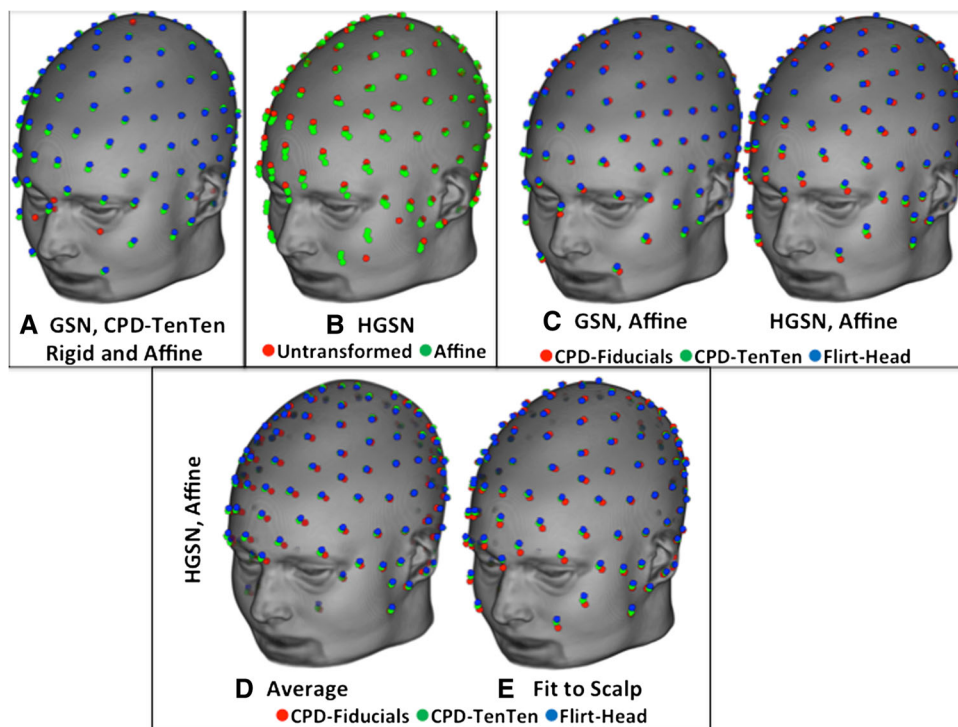 A GSN, CPD-TenTen
Rigid and Affine
B HGSN
Untransformed Affine
C GSN, Affine HGSN, Affine
CPD-Fiducials CPD-TenTen Flirt-Head
HGSN, Affine
D Average E Fit to Scalp
CPD-Fiducials CPD-TenTen Flirt-Head